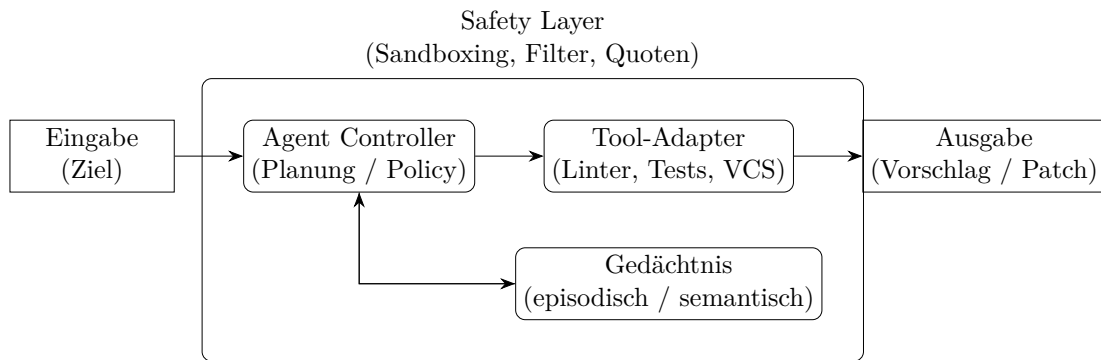 Safety Layer
(Sandboxing, Filter, Quoten)
Eingabe
(Ziel)
Agent Controller
(Planung / Policy)
Tool-Adapter
(Linter, Tests, VCS)
Ausgabe
(Vorschlag / Patch)
Gedächtnis
(episodisch / semantisch)